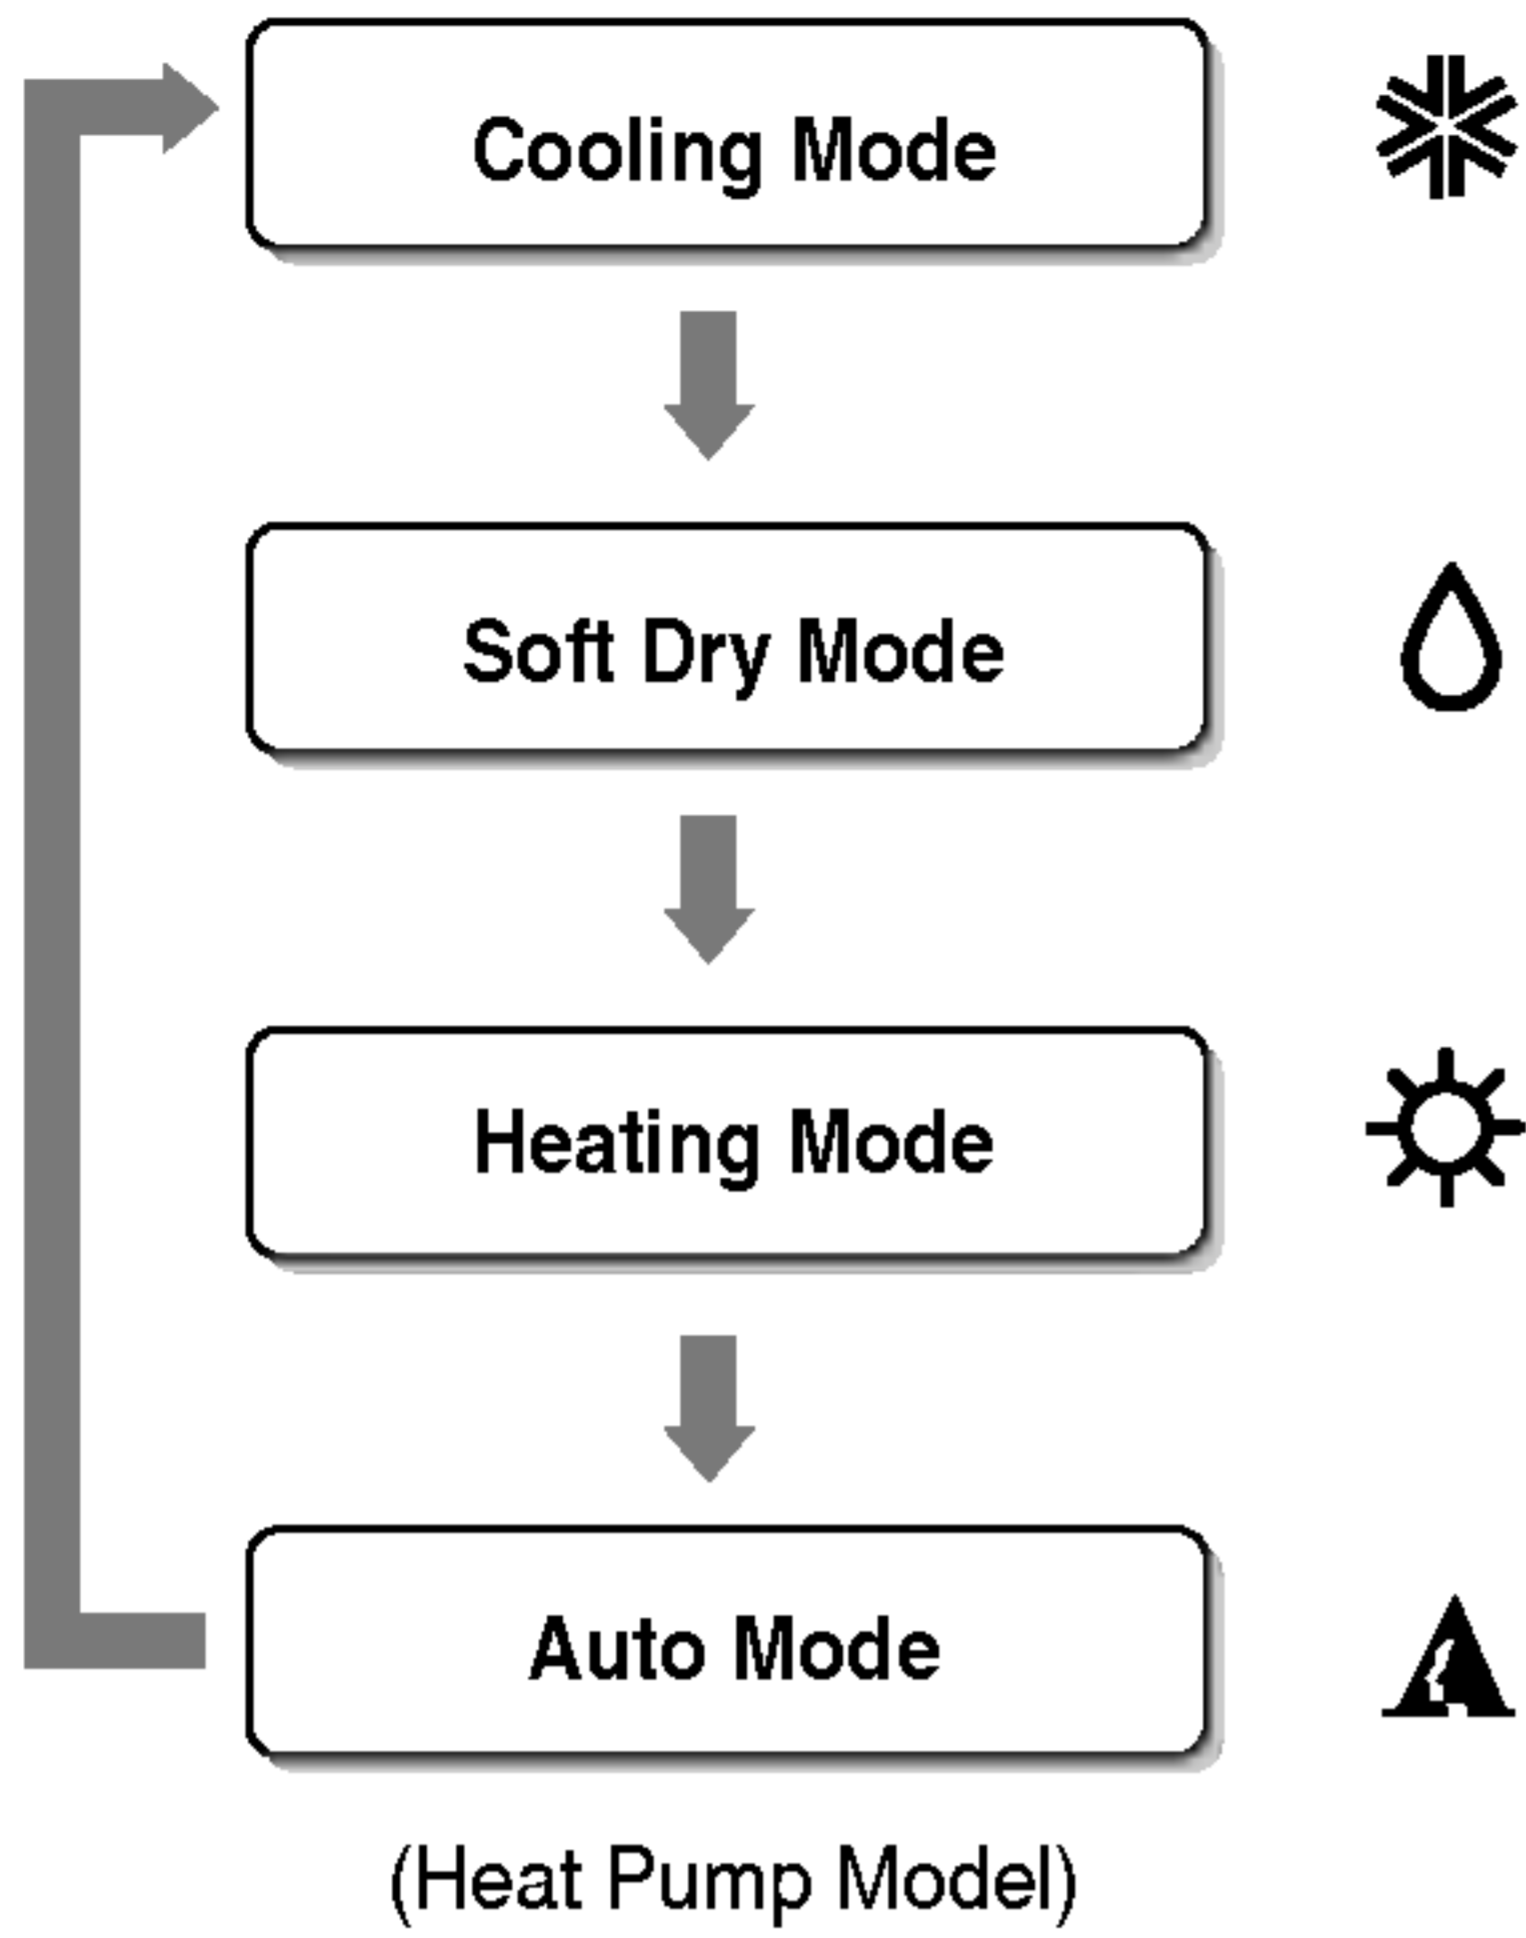 Cooling Mode
Soft Dry Mode
Heating Mode
Auto Mode
(Heat Pump Model)